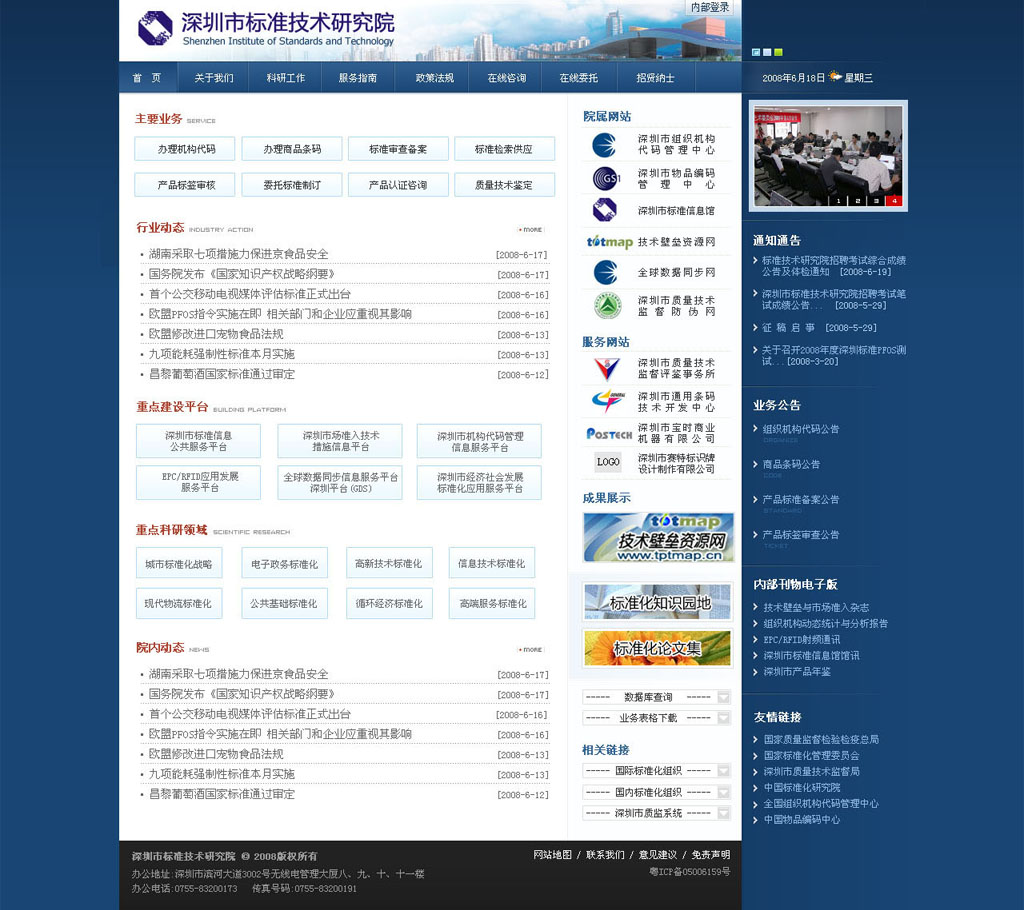 内部登录
深圳市标准技术研究院
Shenzhen Institute of Standards and Technology
首 页 关于我们 科研工作 服务指南 政策法规 在线咨询 在线委托 招贤纳士
2008年6月18日 星期三
主要业务 SERVICE
办理机构代码 办理商品条码 标准审查备案 标准检索供应
产品标签审核 委托标准制订 产品认证咨询 质量技术鉴定
行业动态 INDUSTRY ACTION MORE
湖南采取七项措施力保进京食品安全 [2008-6-17]
国务院发布《国家知识产权战略纲要》 [2008-6-17]
首个公交移动电视媒体评估标准正式出台 [2008-6-16]
欧盟PFOS指令实施在即 相关部门和企业应重视其影响 [2008-6-16]
欧盟修改进口宠物食品法规 [2008-6-13]
九项能耗强制性标准本月实施 [2008-6-13]
昌黎葡萄酒国家标准通过审定 [2008-6-12]
重点建设平台 BUILDING PLATFORM
深圳市标准信息
公共服务平台
深圳市场准入技术
措施信息平台
深圳市机构代码管理
信息服务平台
EPC/RFID应用发展
服务平台
全球数据同步信息服务平台
深圳平台(GDS)
深圳市经济社会发展
标准化应用服务平台
重点科研领域 SCIENTIFIC RESEARCH
城市标准化战略 电子政务标准化 高新技术标准化 信息技术标准化
现代物流标准化 公共基础标准化 循环经济标准化 高端服务标准化
院内动态 NEWS MORE
湖南采取七项措施力保进京食品安全 [2008-6-17]
国务院发布《国家知识产权战略纲要》 [2008-6-17]
首个公交移动电视媒体评估标准正式出台 [2008-6-16]
欧盟PFOS指令实施在即 相关部门和企业应重视其影响 [2008-6-16]
欧盟修改进口宠物食品法规 [2008-6-13]
九项能耗强制性标准本月实施 [2008-6-13]
昌黎葡萄酒国家标准通过审定 [2008-6-12]
院属网站
深圳市组织机构
代码管理中心
GS1
深圳市物品编码
管 理 中 心
深圳市标准信息馆
totmap 技术壁垒资源网
全球数据同步网
深圳市质量技术
监督防伪网
服务网站
深圳市质量技术
监督评鉴事务所
深圳市通用条码
技术开发中心
POSTECH
深圳市宝时商业
机器有限公司
LOGO
深圳市赛特标识牌
设计制作有限公司
成果展示
totmap
技术壁垒资源网
www.tptmap.cn
标准化知识园地
标准化论文集
----- 数据库查询 -----
----- 业务表格下载 -----
相关链接
----- 国际标准化组织 -----
----- 国内标准化组织 -----
----- 深圳市质监系统 -----
1 2 3 4
通知通告
标准技术研究院招聘考试综合成绩
公告及体检通知 [2008-6-19]
深圳市标准技术研究院招聘考试笔
试成绩公告... [2008-5-29]
征 稿 启 事 [2008-5-29]
关于召开2008年度深圳标准PFOS测
试...[2008-3-20]
业务公告
组织机构代码公告
ORGANIZE
商品条码公告
CODE
产品标准备案公告
STANDARD
产品标签审查公告
TICKET
内部刊物电子版
技术壁垒与市场准入杂志
组织机构动态统计与分析报告
EPC/RFID射频通讯
深圳市标准信息馆馆讯
深圳市产品年鉴
友情链接
国家质量监督检验检疫总局
国家标准化管理委员会
深圳市质量技术监督局
中国标准化研究院
全国组织机构代码管理中心
中国物品编码中心
深圳市标准技术研究院 © 2008版权所有
办公地址:深圳市滨河大道3002号无线电管理大厦八、九、十、十一楼
办公电话:0755-83200173 传真号码:0755-83200191
网站地图 / 联系我们 / 意见建议 / 免责声明
粤ICP备05006159号